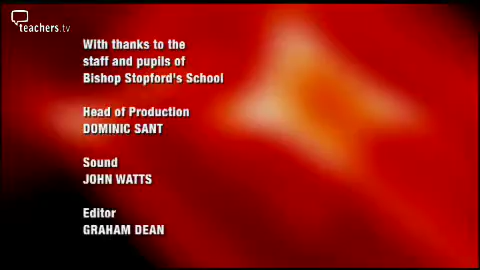 teachers.tv
With thanks to the
staff and pupils of
Bishop Stopford's School
Head of Production
DOMINIC SANT
Sound
JOHN WATTS
Editor
GRAHAM DEAN